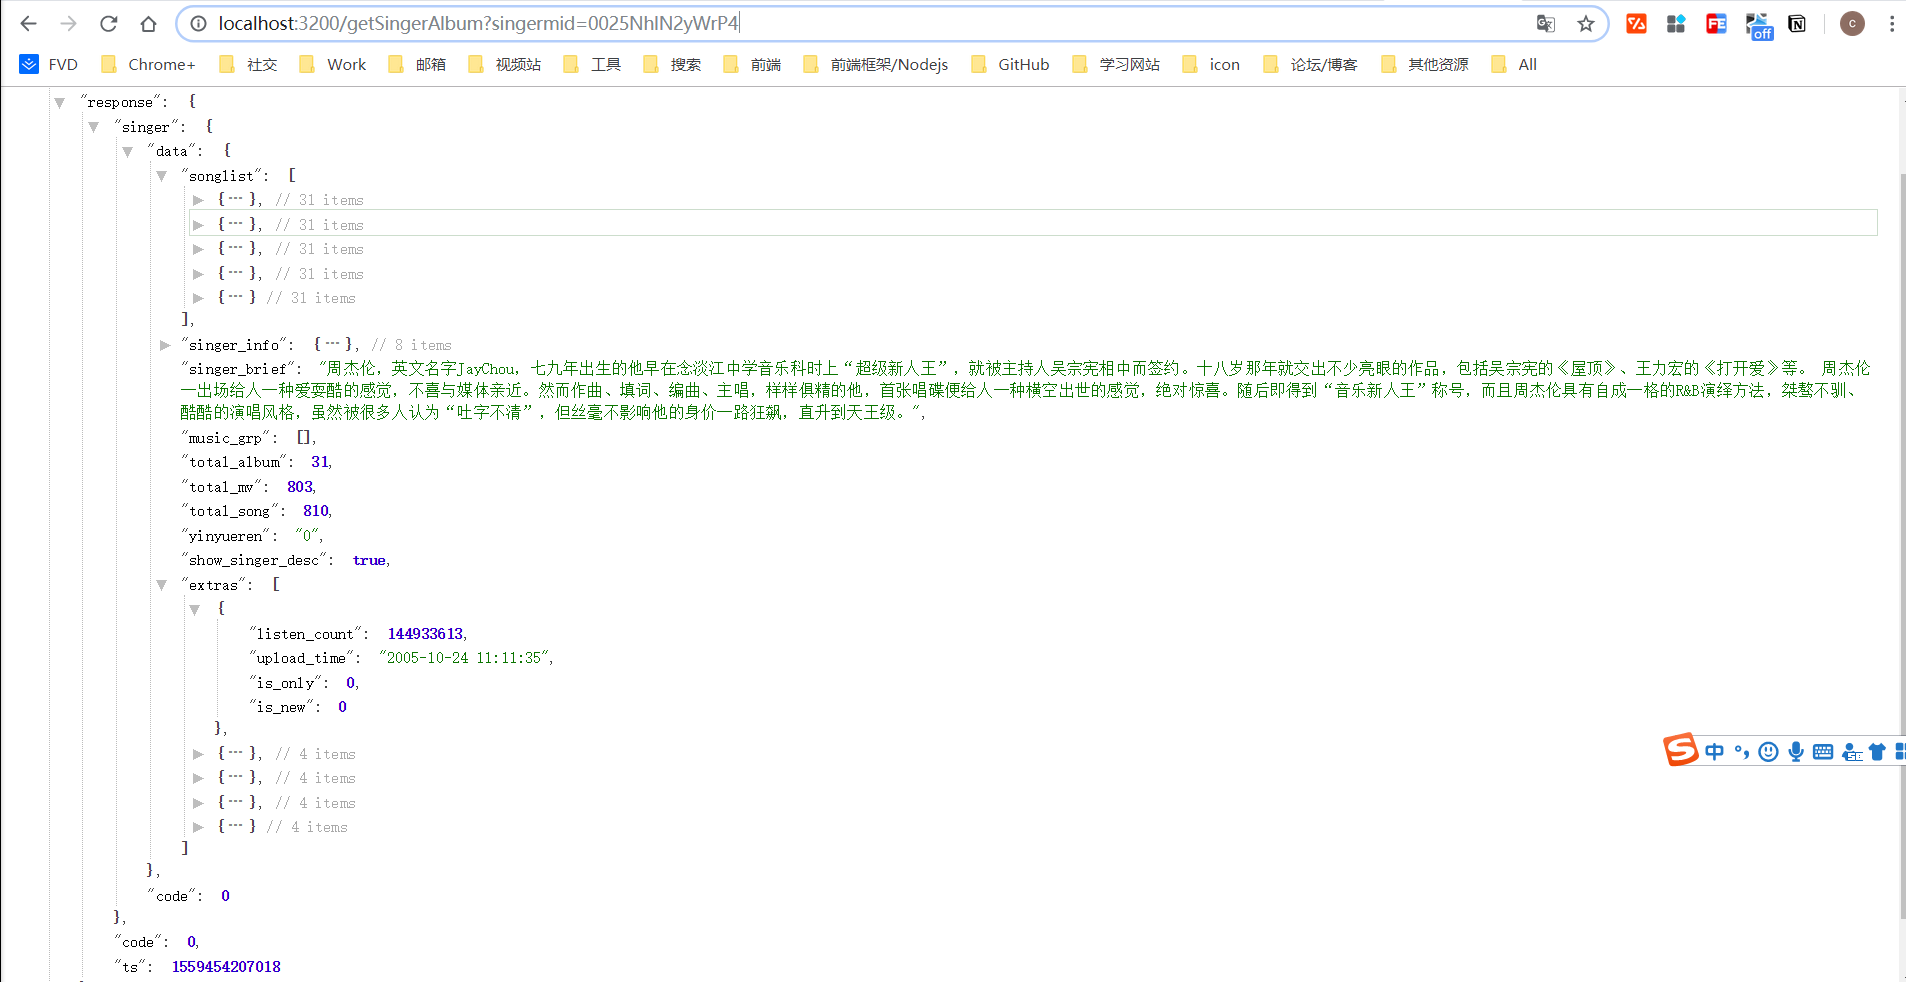 localhost:3200/getSingerAlbum?singermid=0025NhlN2yWrP4
off
c
FVD Chrome+ 社交 Work 邮箱 视频站 工具 搜索 前端 前端框架/Nodejs GitHub 学习网站 icon 论坛/博客 其他资源 All
"response": {
"singer": {
"data": {
"songlist": [
{ ··· }, // 31 items
{ ··· }, // 31 items
{ ··· }, // 31 items
{ ··· }, // 31 items
{ ··· } // 31 items
],
"singer_info": { ··· }, // 8 items
"singer_brief": "周杰伦，英文名字JayChou，七九年出生的他早在念淡江中学音乐科时上“超级新人王”，就被主持人吴宗宪相中而签约。十八岁那年就交出不少亮眼的作品，包括吴宗宪的《屋顶》、王力宏的《打开爱》等。 周杰伦
一出场给人一种爱耍酷的感觉，不喜与媒体亲近。然而作曲、填词、编曲、主唱，样样俱精的他，首张唱碟便给人一种横空出世的感觉，绝对惊喜。随后即得到“音乐新人王”称号，而且周杰伦具有自成一格的R&B演绎方法，桀骜不驯、
酷酷的演唱风格，虽然被很多人认为“吐字不清”，但丝毫不影响他的身价一路狂飙，直升到天王级。",
"music_grp": [],
"total_album": 31,
"total_mv": 803,
"total_song": 810,
"yinyueren": "0",
"show_singer_desc": true,
"extras": [
{
"listen_count": 144933613,
"upload_time": "2005-10-24 11:11:35",
"is_only": 0,
"is_new": 0
},
{ ··· }, // 4 items
{ ··· }, // 4 items
{ ··· }, // 4 items
{ ··· } // 4 items
]
},
"code": 0
},
"code": 0,
"ts": 1559454207018
S 中